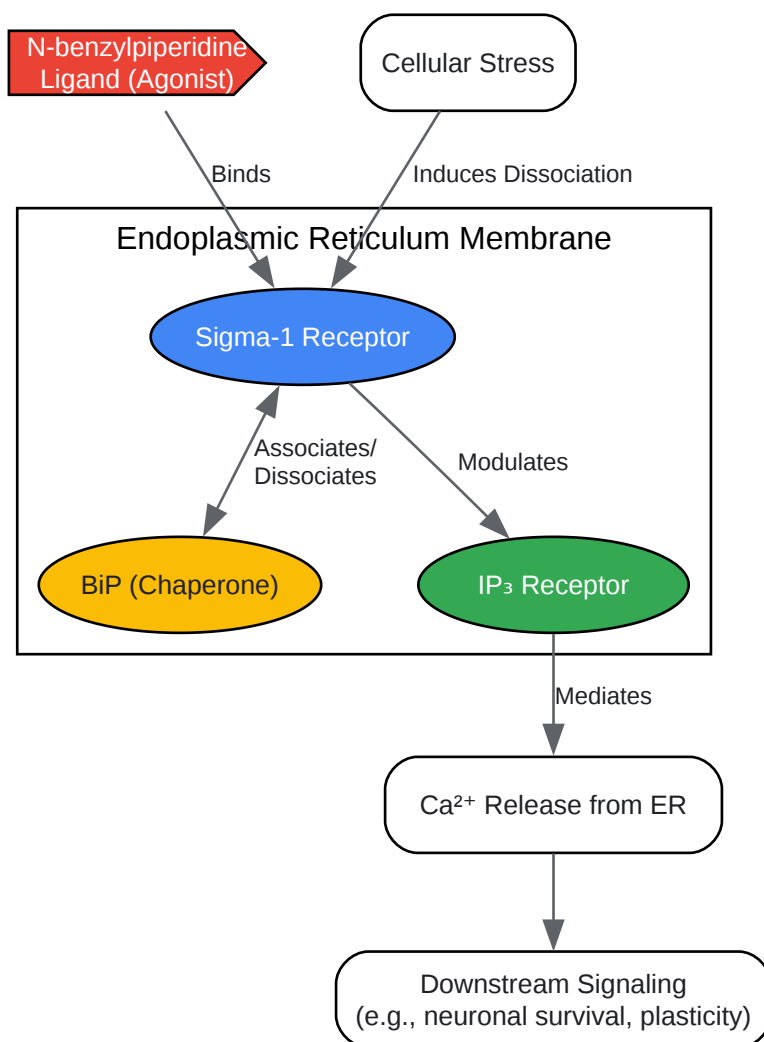 N-benzylpiperidine
Ligand (Agonist)
Cellular Stress
Binds
Induces Dissociation
Endoplasmic Reticulum Membrane
Sigma-1 Receptor
Associates/
Dissociates
Modulates
BiP (Chaperone)
IP₃ Receptor
Mediates
Ca²⁺ Release from ER
Downstream Signaling
(e.g., neuronal survival, plasticity)